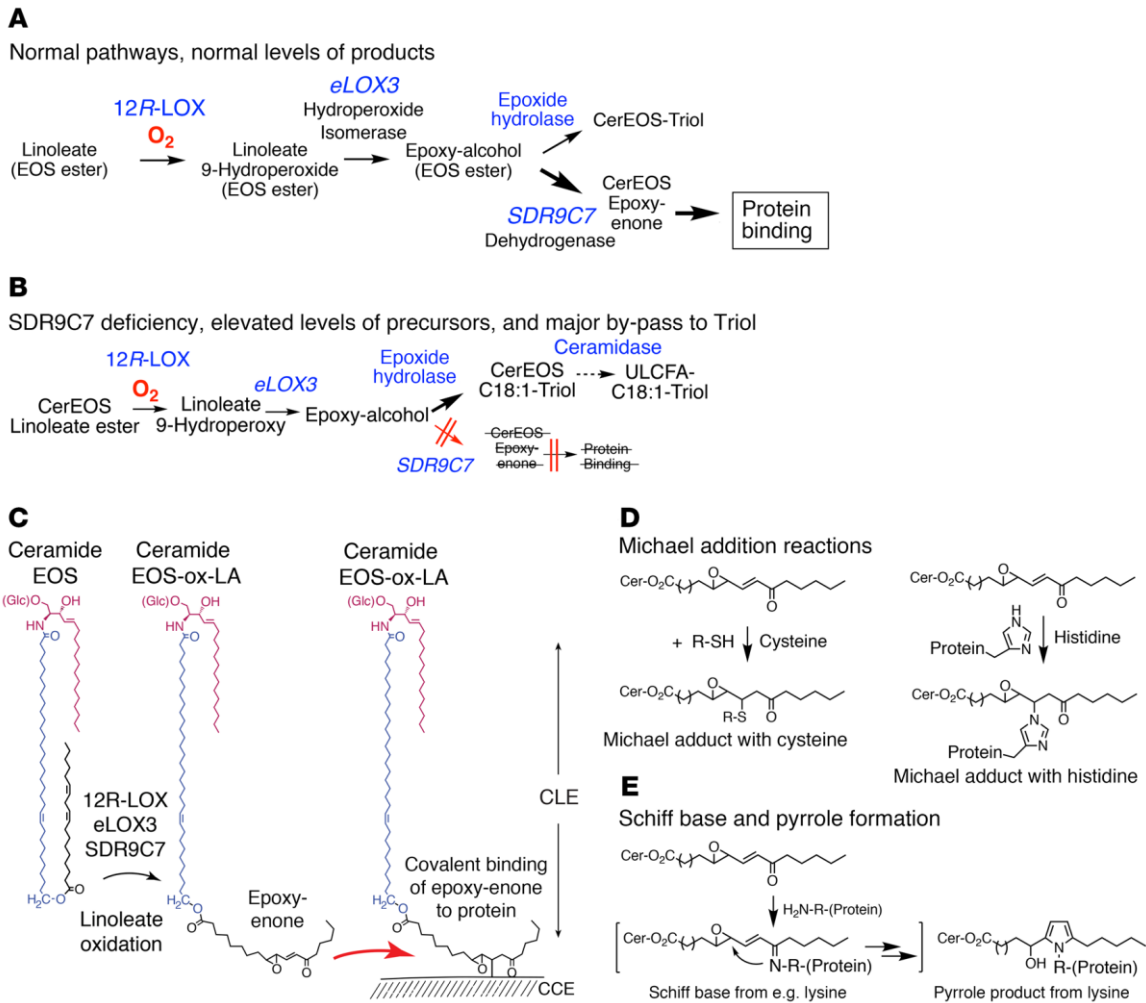 A
Normal pathways, normal levels of products
12R-LOX
O2
Linoleate
(EOS ester)
Linoleate
9-Hydroperoxide
(EOS ester)
eLOX3
Hydroperoxide
Isomerase
Epoxy-alcohol
(EOS ester)
Epoxide
hydrolase
CerEOS-Triol
SDR9C7
Dehydrogenase
CerEOS
Epoxy-
enone
Protein
binding
B
SDR9C7 deficiency, elevated levels of precursors, and major by-pass to Triol
12R-LOX
O2
CerEOS
Linoleate ester
Linoleate
9-Hydroperoxy
eLOX3
Epoxy-alcohol
Epoxide
hydrolase
CerEOS
C18:1-Triol
Ceramidase
ULCFA-
C18:1-Triol
SDR9C7
CerEOS
Epoxy-
enone
Protein
Binding
C
Ceramide
EOS
Ceramide
EOS-ox-LA
Ceramide
EOS-ox-LA
(Glc)O
OH
HN
O
(Glc)O
OH
HN
O
(Glc)O
OH
HN
O
12R-LOX
eLOX3
SDR9C7
Linoleate
oxidation
H2C-O
O
H2C
O
O
Epoxy-
enone
O
O
H2C
O
O
Covalent binding
of epoxy-enone
to protein
O
O
CLE
CCE
D
Michael addition reactions
Cer-O2C
O
O
+ R-SH
Cysteine
Cer-O2C
O
R-S
O
Michael adduct with cysteine
O
O
Cer-O2C
H
N
N
Protein
Histidine
Cer-O2C
O
O
N
N
Protein
Michael adduct with histidine
E
Schiff base and pyrrole formation
Cer-O2C
O
O
H2N-R-(Protein)
Cer-O2C
O
N-R-(Protein)
Schiff base from e.g. lysine
Cer-O2C
OH
N
R-(Protein)
Pyrrole product from lysine